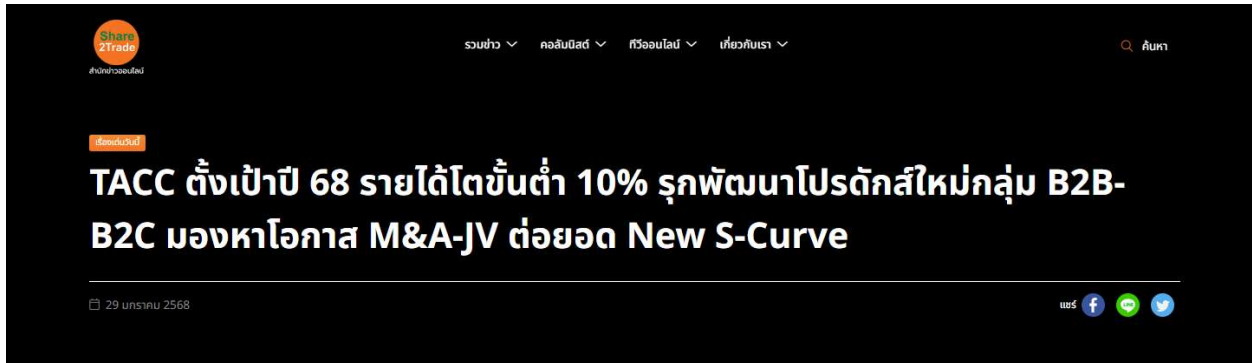 Share
2Trade
สำนักข่าวออนไลน์
รวมข่าว คอลัมนิสต์ ทีวีออนไลน์ เกี่ยวกับเรา ค้นหา
เรื่องเด่นวันนี้
TACC ตั้งเป้าปี 68 รายได้โตขั้นต่ำ 10% รุกพัฒนาโปรดักส์ใหม่กลุ่ม B2B-
B2C มองหาโอกาส M&A-JV ต่อยอด New S-Curve
29 มกราคม 2568
แชร์ f LINE